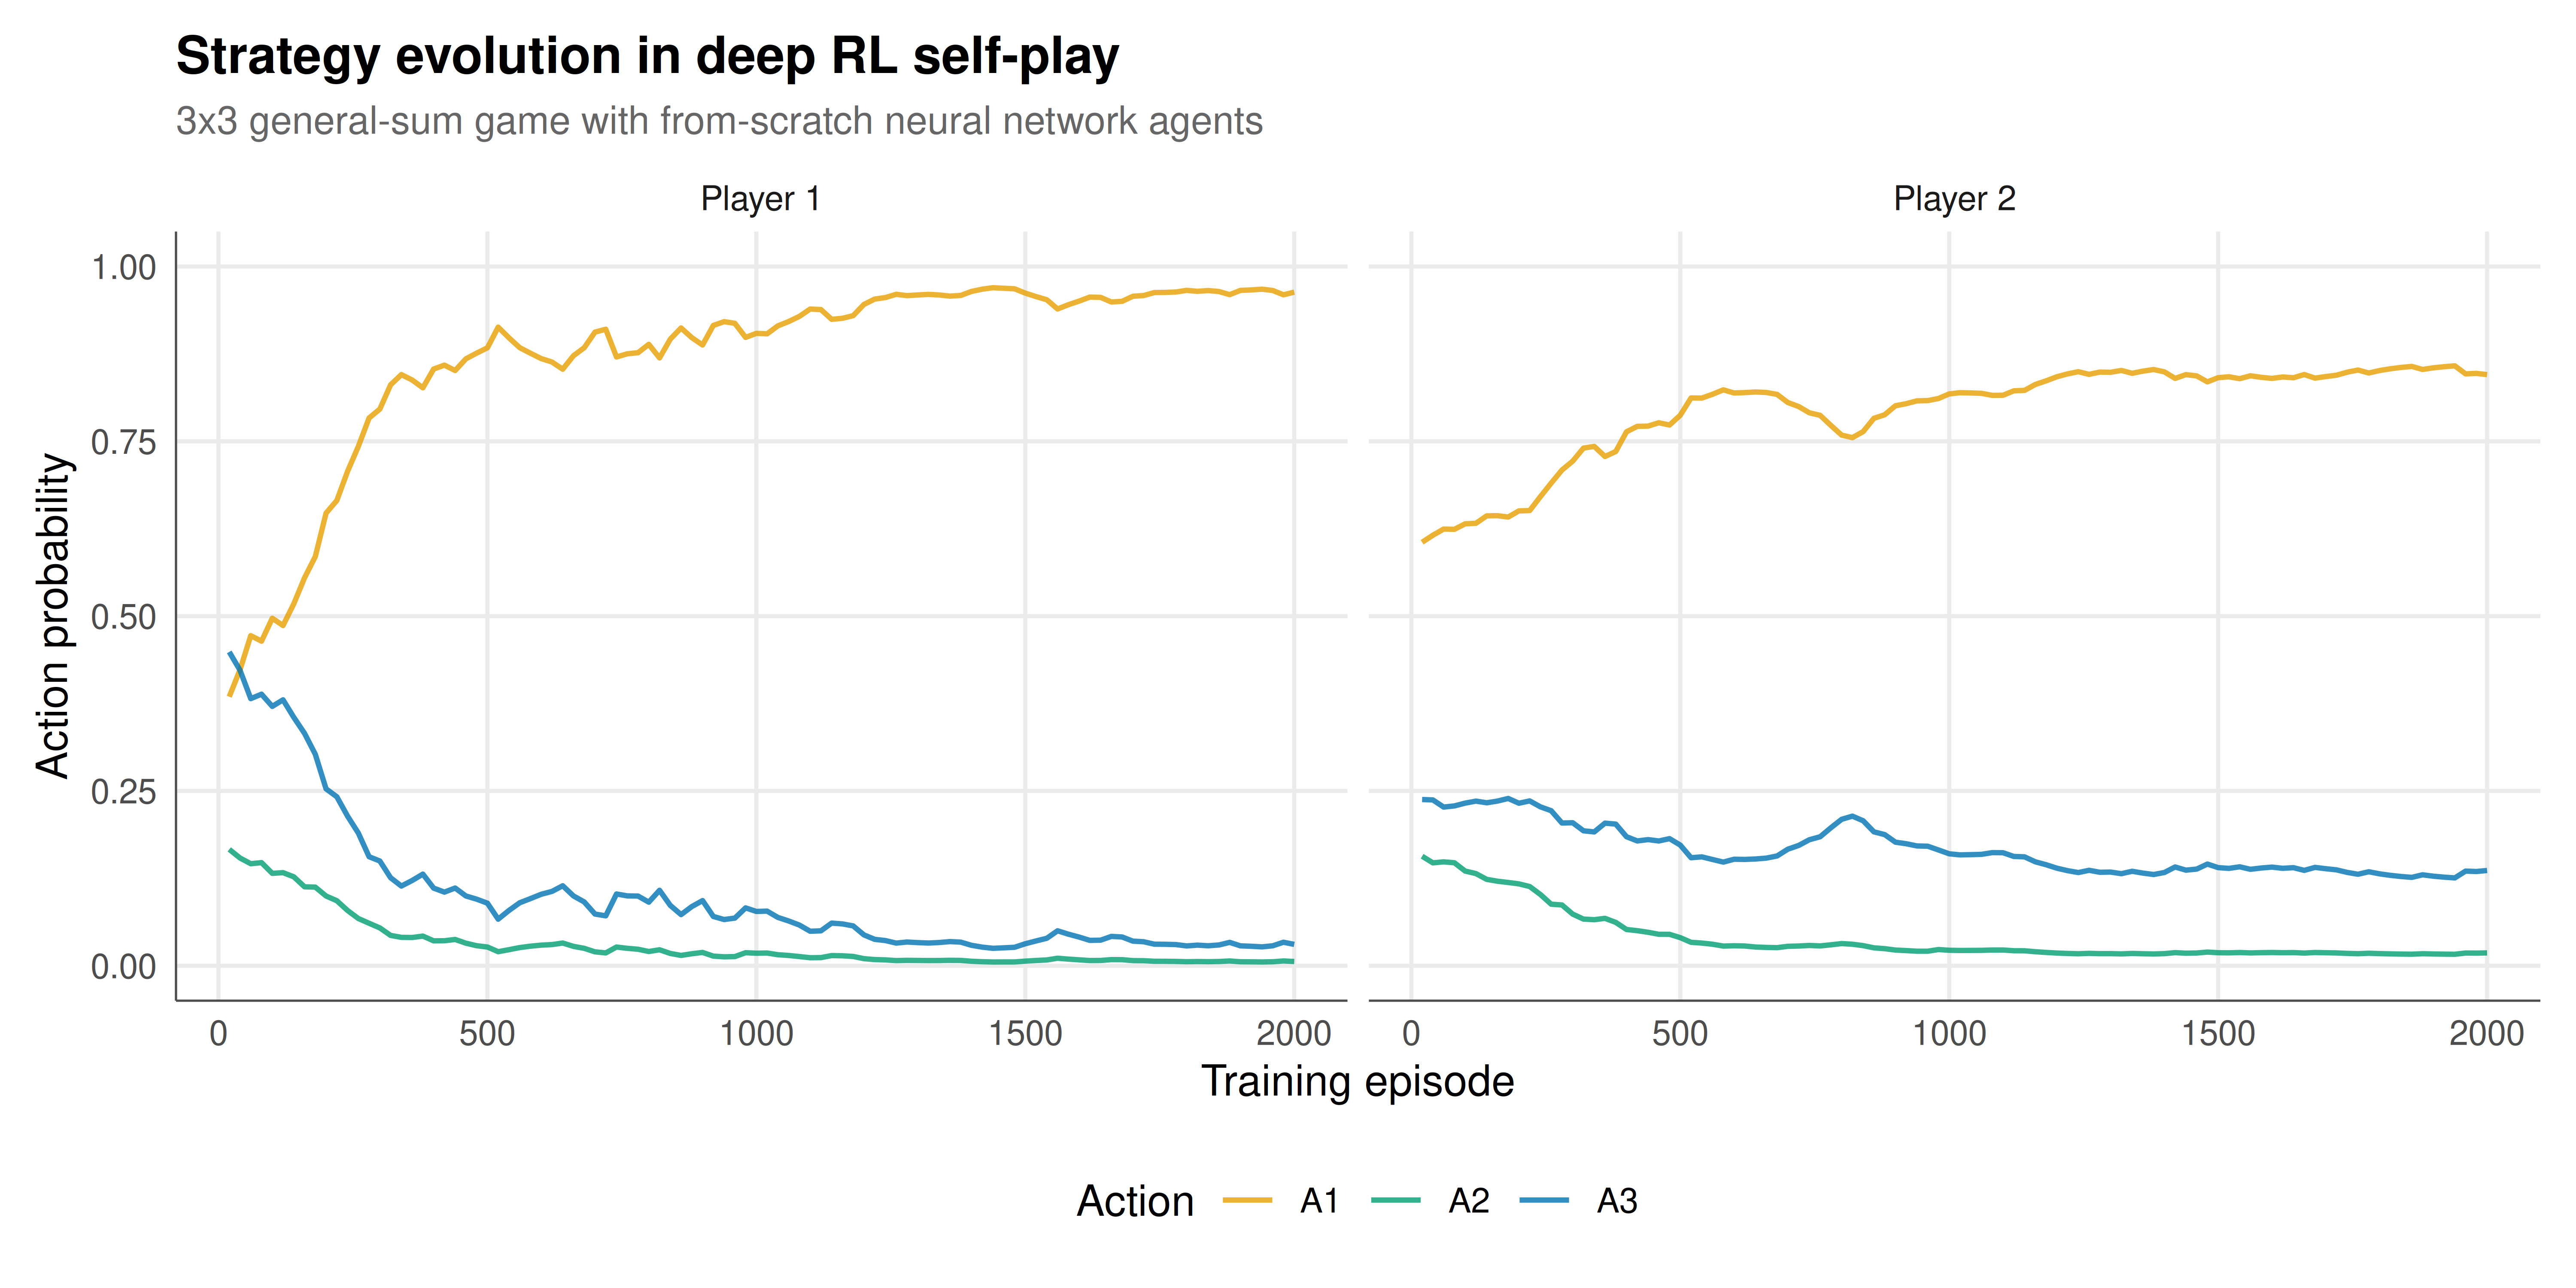 Strategy evolution in deep RL self-play
3x3 general-sum game with from-scratch neural network agents
Player 1
Player 2
Action probability
1.00
0.75
0.50
0.25
0.00
0 500 1000 1500 2000
0 500 1000 1500 2000
Training episode
Action A1 A2 A3